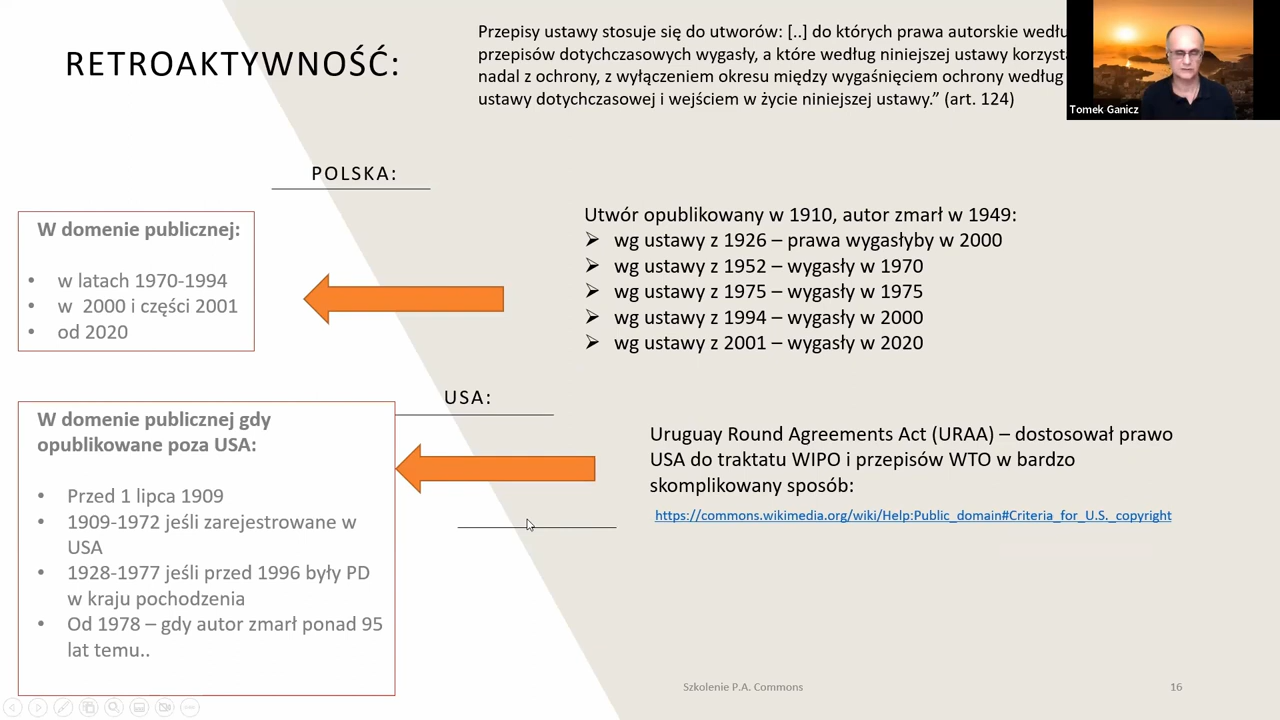 RETROAKTYWNOŚĆ:
Przepisy ustawy stosuje się do utworów: [..] do których prawa autorskie wedłu
przepisów dotychczasowych wygasły, a które według niniejszej ustawy korzysta
nadal z ochrony, z wyłączeniem okresu między wygaśnięciem ochrony według
ustawy dotychczasowej i wejściem w życie niniejszej ustawy.” (art. 124)
Tomek Ganicz
POLSKA:
W domenie publicznej:
• w latach 1970-1994
• w 2000 i części 2001
• od 2020
Utwór opublikowany w 1910, autor zmarł w 1949:
➢ wg ustawy z 1926 – prawa wygasłyby w 2000
➢ wg ustawy z 1952 – wygasły w 1970
➢ wg ustawy z 1975 – wygasły w 1975
➢ wg ustawy z 1994 – wygasły w 2000
➢ wg ustawy z 2001 – wygasły w 2020
USA:
W domenie publicznej gdy
opublikowane poza USA:
• Przed 1 lipca 1909
• 1909-1972 jeśli zarejestrowane w
USA
• 1928-1977 jeśli przed 1996 były PD
w kraju pochodzenia
• Od 1978 – gdy autor zmarł ponad 95
lat temu..
Uruguay Round Agreements Act (URAA) – dostosował prawo
USA do traktatu WIPO i przepisów WTO w bardzo
skomplikowany sposób:
https://commons.wikimedia.org/wiki/Help:Public_domain#Criteria_for_U.S._copyright
Szkolenie P.A. Commons
16